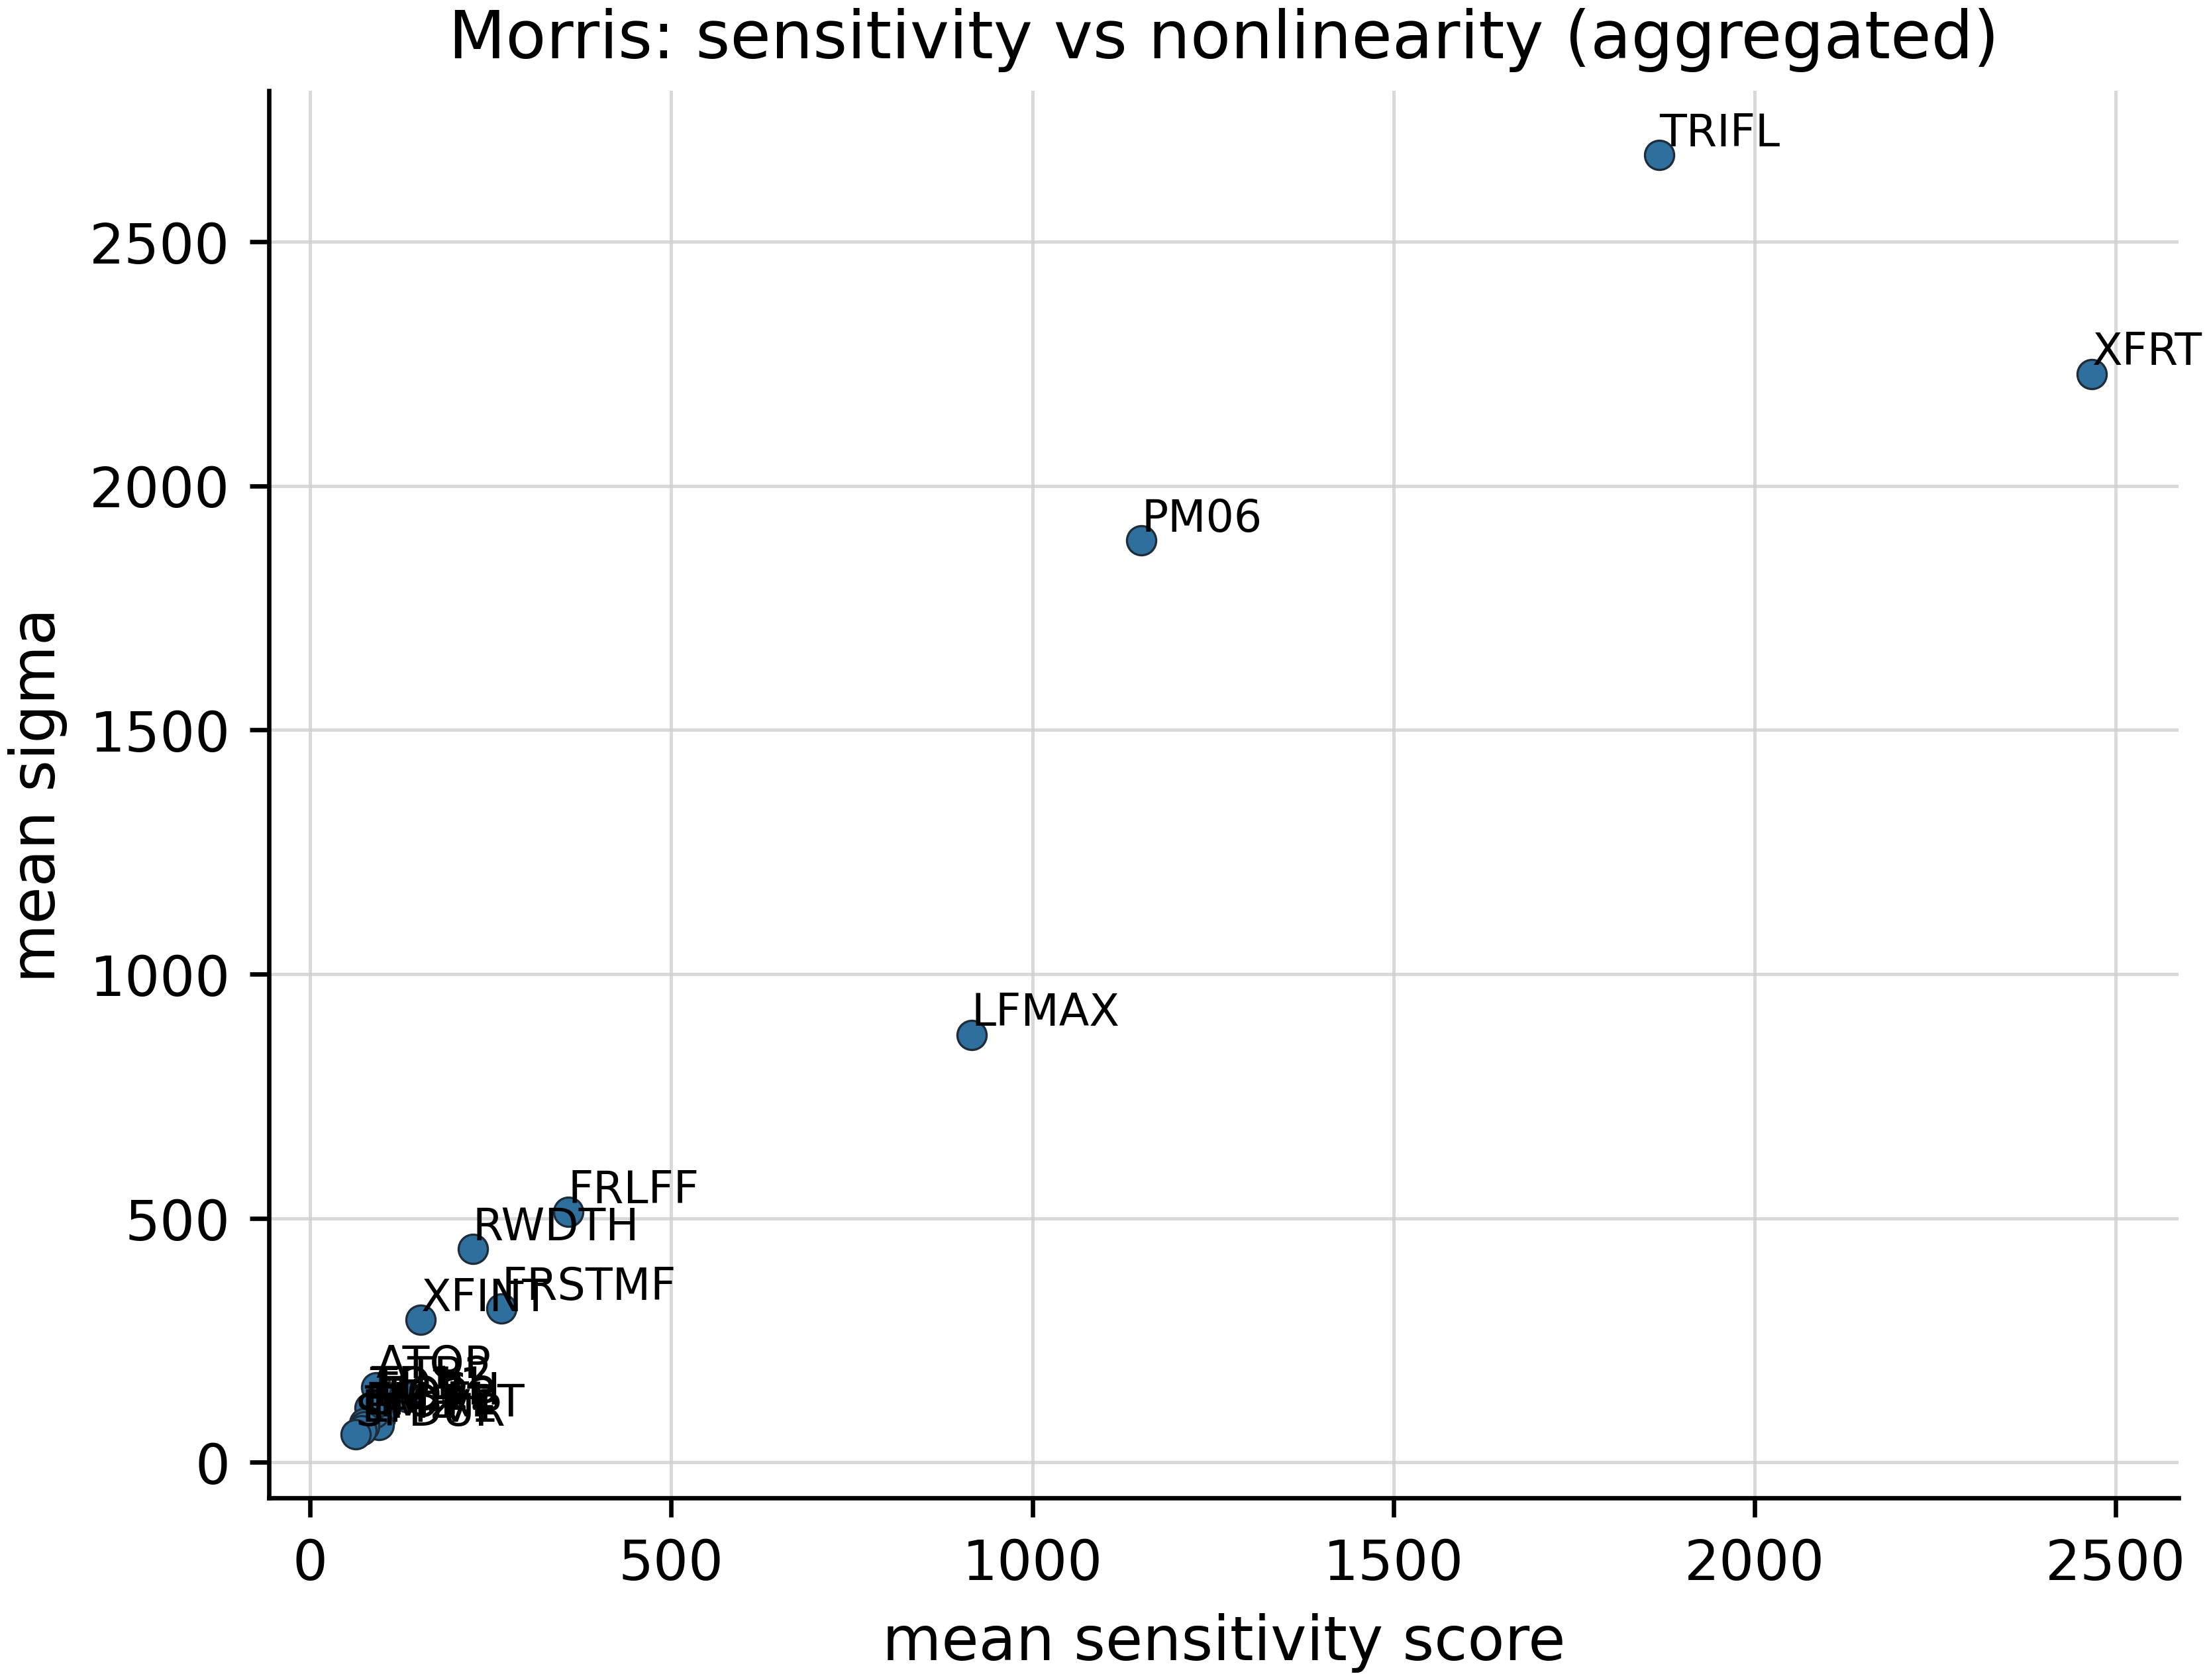 Morris: sensitivity vs nonlinearity (aggregated)
TRIFL
XFRT
2500
2000
PM06
1500
mean sigma
1000
LFMAX
FRLFF
500
RWDTH
FRSTMF
XFINT
ATOP
0
0 500 1000 1500 2000 2500
mean sensitivity score